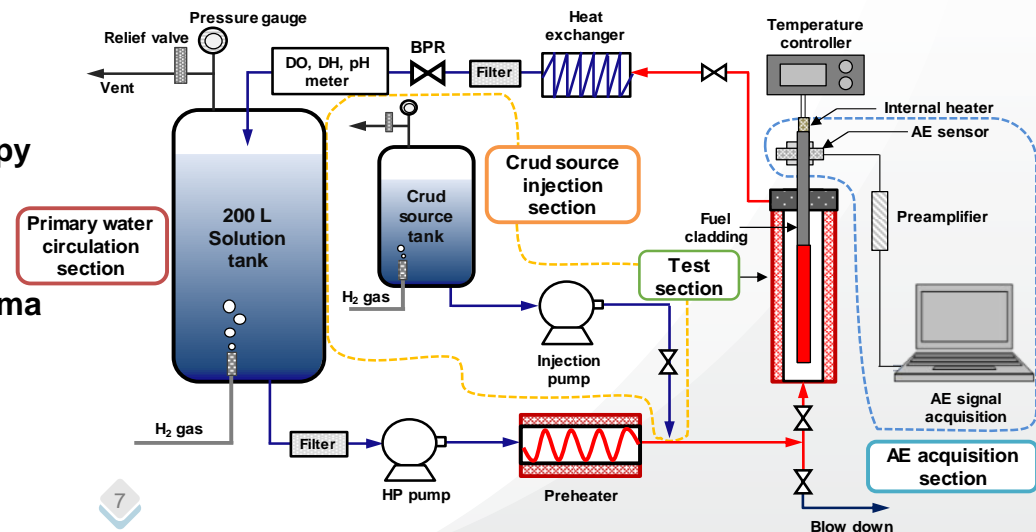 Pressure gauge
Relief valve
Vent
DO, DH, pH
meter
BPR
Filter
Heat
exchanger
Temperature
controller
Internal heater
AE sensor
py
Crud source
injection
section
Crud
source
tank
Primary water
circulation
section
200 L
Solution
tank
Fuel
cladding
Preamplifier
Test
section
ma
H₂ gas
Injection
pump
AE signal
acquisition
H₂ gas
Filter
HP pump
Preheater
AE acquisition
section
7
Blow down